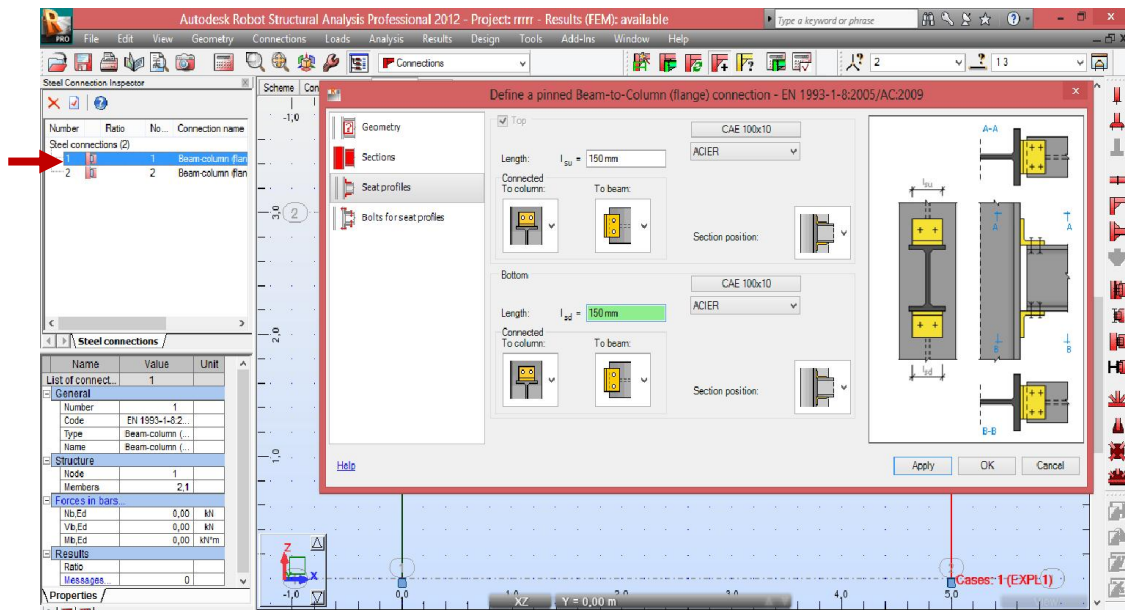 Autodesk Robot Structural Analysis Professional 2012 - Project: rrrrr - Results (FEM): available
Type a keyword or phrase
PRO
File Edit View Geometry Connections Loads Analysis Results Design Tools Add-Ins Window Help
Connections
2
1 3
Steel Connection Inspector
Number Ratio No... Connection name
Steel connections (2)
1 1 Beam-column (flan
2 2 Beam-column (flan
Steel connections
Name Value Unit
List of connect... 1
General
Number 1
Code EN 1993-1-8:2...
Type Beam-column (...
Name Beam-column (...
Structure
Node 1
Members 2,1
Forces in bars...
Nb,Ed 0,00 kN
Vb,Ed 0,00 kN
Mb,Ed 0,00 kN*m
Results
Ratio
Messages... 0
Properties
Scheme Con
-1,0
3,0
2
2,0
1,0
Define a pinned Beam-to-Column (flange) connection - EN 1993-1-8:2005/AC:2009
Geometry
Sections
Seat profiles
Bolts for seat profiles
Top
CAE 100x10
Length: lsu = 150 mm
ACIER
Connected
To column: To beam:
Section position:
Bottom
CAE 100x10
Length: lsd = 150 mm
ACIER
Connected
To column: To beam:
Section position:
A-A
lsu
A A
B B
lsd
B-B
Help
Apply OK Cancel
Z
X
-1,0 0,0 1,0 2,0 3,0 4,0 5,0
XZ Y = 0,00 m
Cases: 1 (EXPL1)